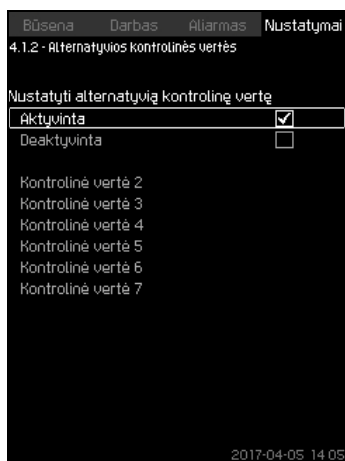 Būsena Darbas Aliarmas Nustatymai
4.1.2 - Alternatyvios kontrolinės vertės
Nustatyti alternatyvią kontrolinę vertę
Aktyvinta
Deaktyvinta
Kontrolinė vertė 2
Kontrolinė vertė 3
Kontrolinė vertė 4
Kontrolinė vertė 5
Kontrolinė vertė 6
Kontrolinė vertė 7
2017-04-05 14:05